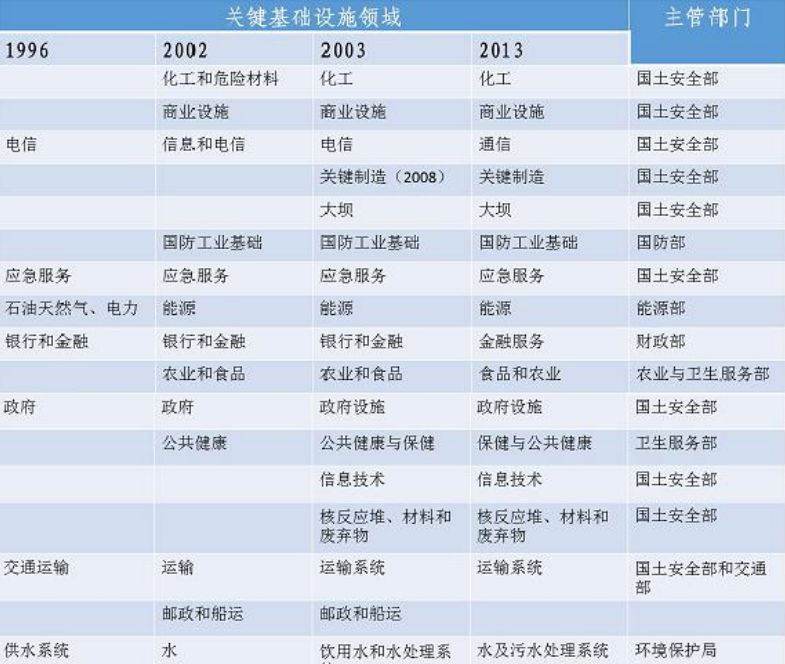 关键基础设施领域 主管部门
1996 2002 2003 2013
化工和危险材料 化工 化工 国土安全部
商业设施 商业设施 商业设施 国土安全部
电信 信息和电信 电信 通信 国土安全部
关键制造（2008） 关键制造 国土安全部
大坝 大坝 国土安全部
国防工业基础 国防工业基础 国防工业基础 国防部
应急服务 应急服务 应急服务 应急服务 国土安全部
石油天然气、电力 能源 能源 能源 能源部
银行和金融 银行和金融 银行和金融 金融服务 财政部
农业和食品 农业和食品 食品和农业 农业与卫生服务部
政府 政府 政府设施 政府设施 国土安全部
公共健康 公共健康与保健 保健与公共健康 卫生服务部
信息技术 信息技术 国土安全部
核反应堆、材料和 核反应堆、材料和 国土安全部
废弃物 废弃物
交通运输 运输 运输系统 运输系统 国土安全部和交通
部
邮政和船运 邮政和船运
供水系统 水 饮用水和水处理系 水及污水处理系统 环境保护局